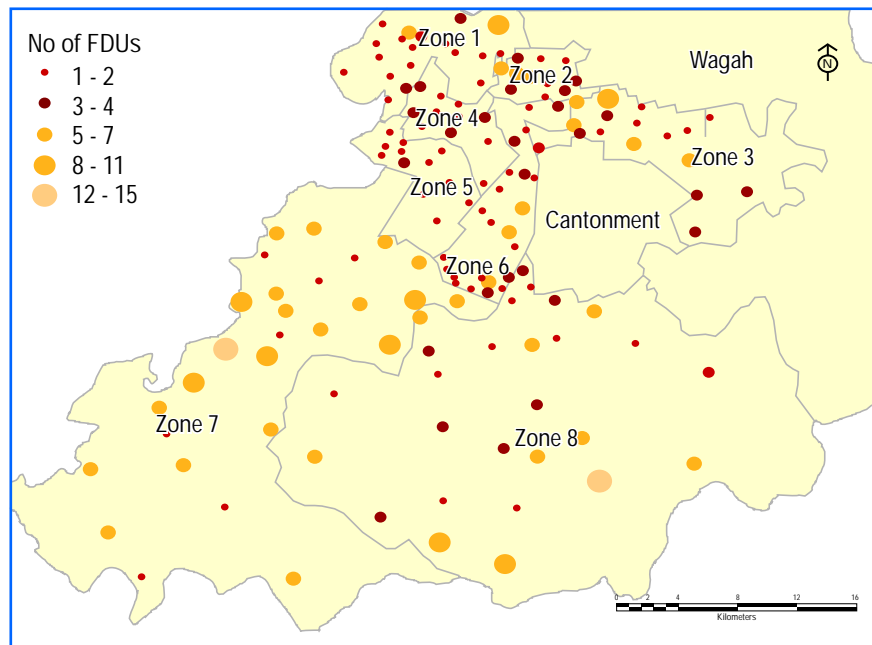 No of FDUs
1 - 2
3 - 4
5 - 7
8 - 11
12 - 15
Zone 1
Wagah
N
Zone 2
Zone 4
Zone 3
Zone 5
Cantonment
Zone 6
Zone 7
Zone 8
0 2 4 8 12 16
Kilometers